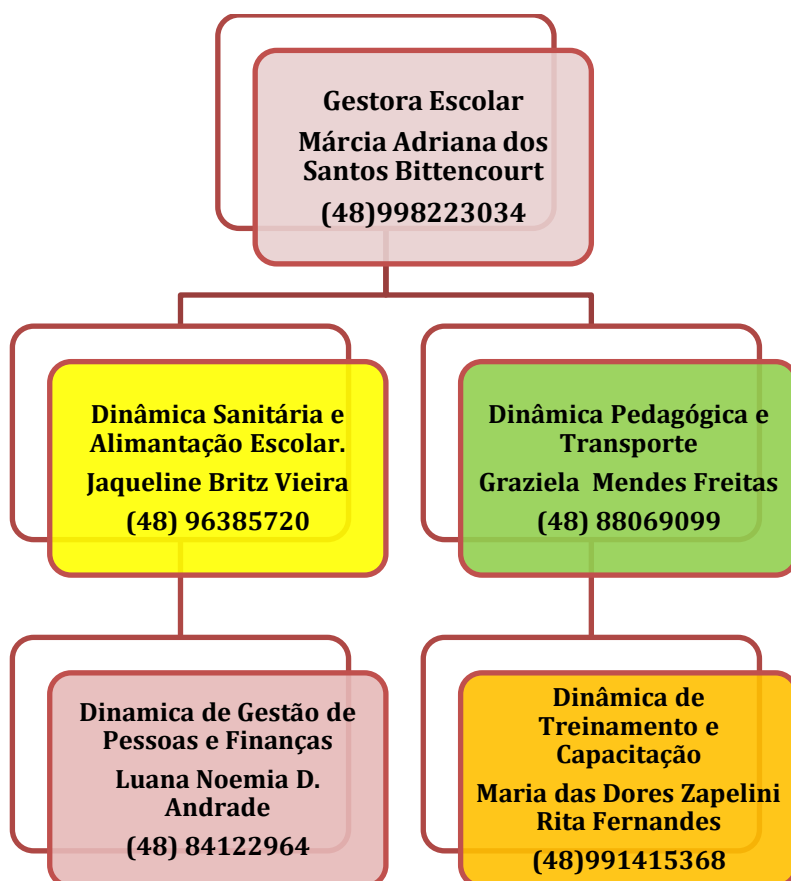 Gestora Escolar
Márcia Adriana dos
Santos Bittencourt
(48)998223034
Dinâmica Sanitária e
Alimantação Escolar.
Jaqueline Britz Vieira
(48) 96385720
Dinâmica Pedagógica e
Transporte
Graziela  Mendes Freitas
(48) 88069099
Dinamica de Gestão de
Pessoas e Finanças
Luana Noemia D.
Andrade
(48) 84122964
Dinâmica de
Treinamento e
Capacitação
Maria das Dores Zapelini
Rita Fernandes
(48)991415368